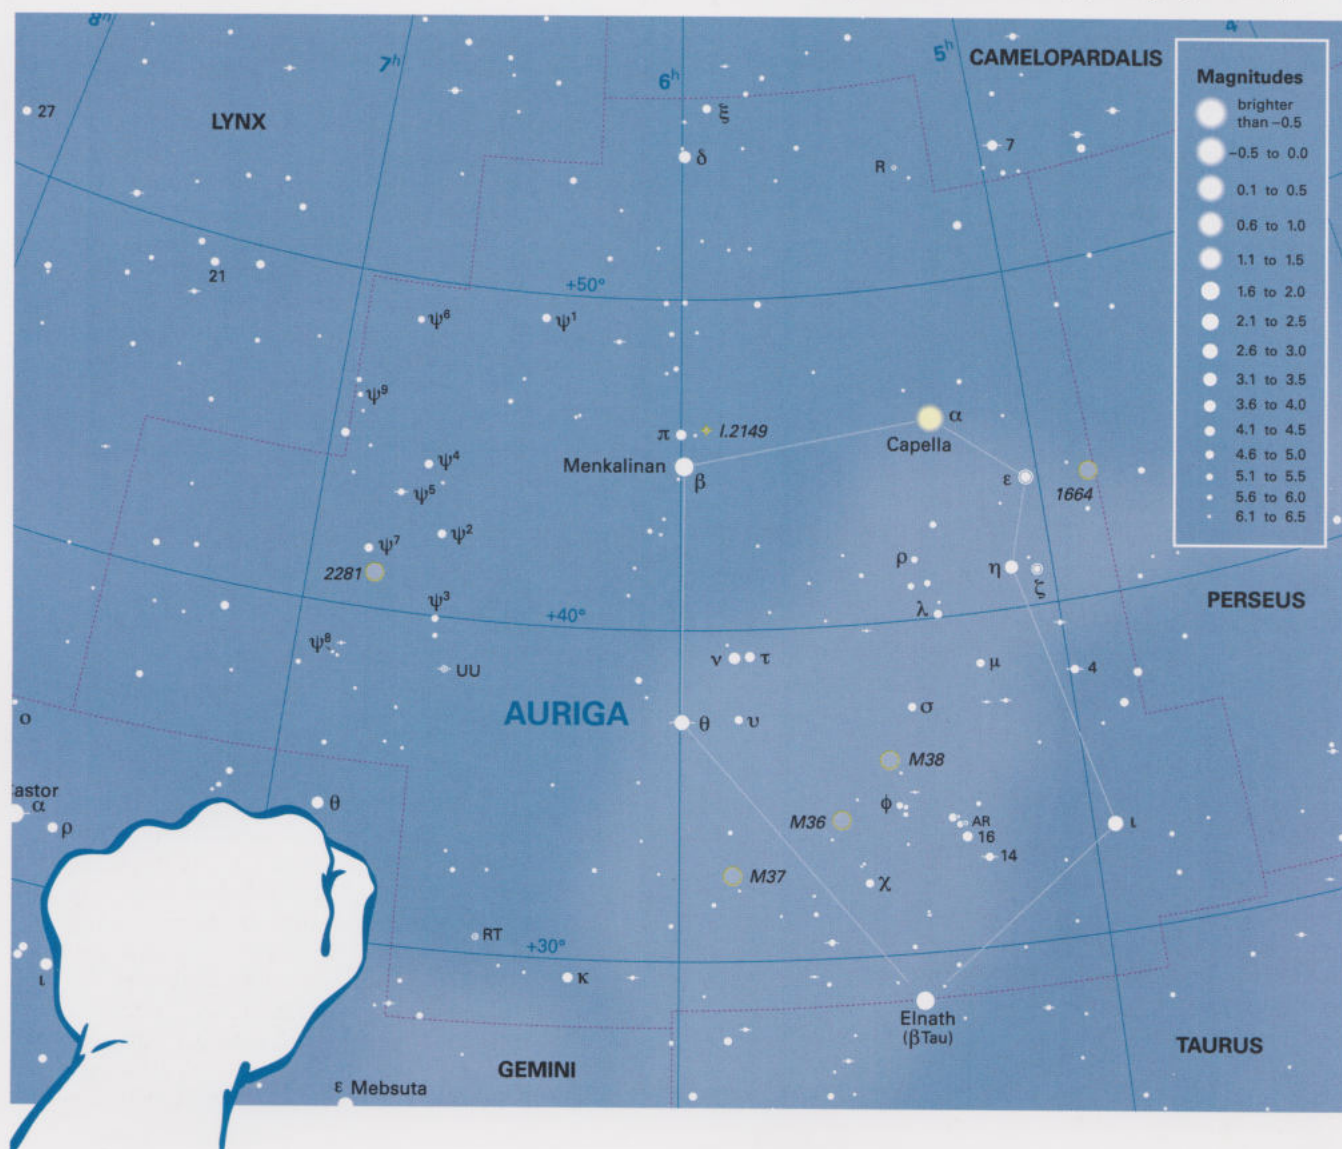 8h
7h
6h
5h
4
CAMELOPARDALIS
Magnitudes
brighter
than −0.5
−0.5 to 0.0
0.1 to 0.5
0.6 to 1.0
1.1 to 1.5
1.6 to 2.0
2.1 to 2.5
2.6 to 3.0
3.1 to 3.5
3.6 to 4.0
4.1 to 4.5
4.6 to 5.0
5.1 to 5.5
5.6 to 6.0
6.1 to 6.5
27
LYNX
ξ
δ
R
7
21
+50°
ψ6
ψ1
ψ9
π
I.2149
α
Capella
Menkalinan
β
ψ4
ψ5
ε
1664
ψ2
ψ7
2281
ρ
η
ζ
ψ3
+40°
λ
PERSEUS
ψ8
UU
ν
τ
μ
4
ο
AURIGA
θ
υ
σ
M38
astor
α
θ
ρ
φ
M36
AR
16
ι
14
M37
χ
RT
+30°
ι
κ
Elnath
(βTau)
TAURUS
GEMINI
ε Mebsuta